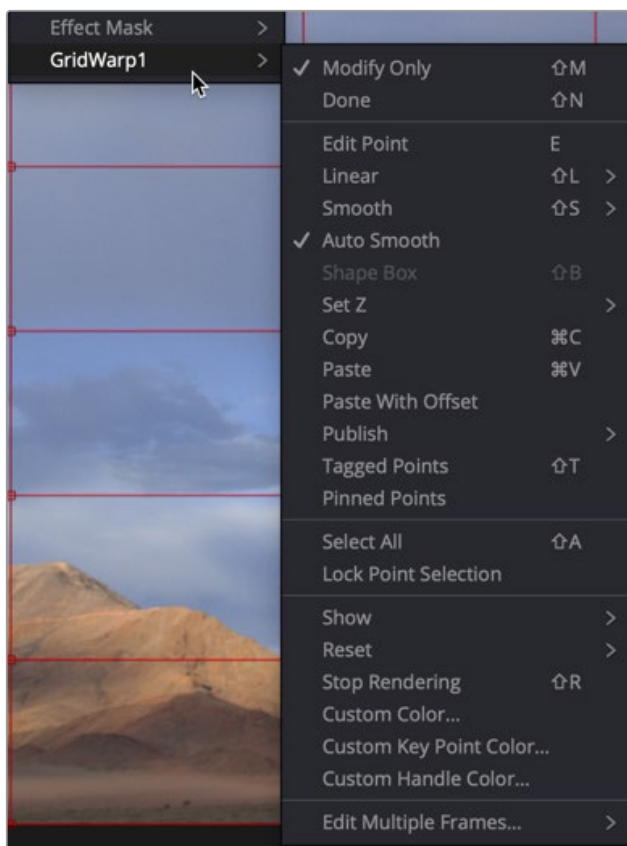 Effect Mask >
GridWarp1 >
✓ Modify Only ⇧M
Done ⇧N
Edit Point E
Linear ⇧L >
Smooth ⇧S >
✓ Auto Smooth
Shape Box ⇧B
Set Z >
Copy ⌘C
Paste ⌘V
Paste With Offset
Publish >
Tagged Points ⇧T
Pinned Points
Select All ⇧A
Lock Point Selection
Show >
Reset >
Stop Rendering ⇧R
Custom Color...
Custom Key Point Color...
Custom Handle Color...
Edit Multiple Frames... >